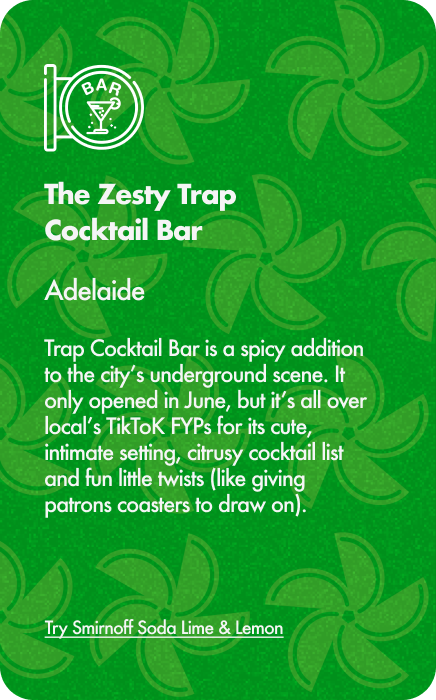 BAR
The Zesty Trap
Cocktail Bar
Adelaide
Trap Cocktail Bar is a spicy addition
to the city's underground scene. It
only opened in June, but it's all over
local's TikToK FYPs for its cute,
intimate setting, citrusy cocktail list
and fun little twists (like giving
patrons coasters to draw on).
Try Smirnoff Soda Lime & Lemon